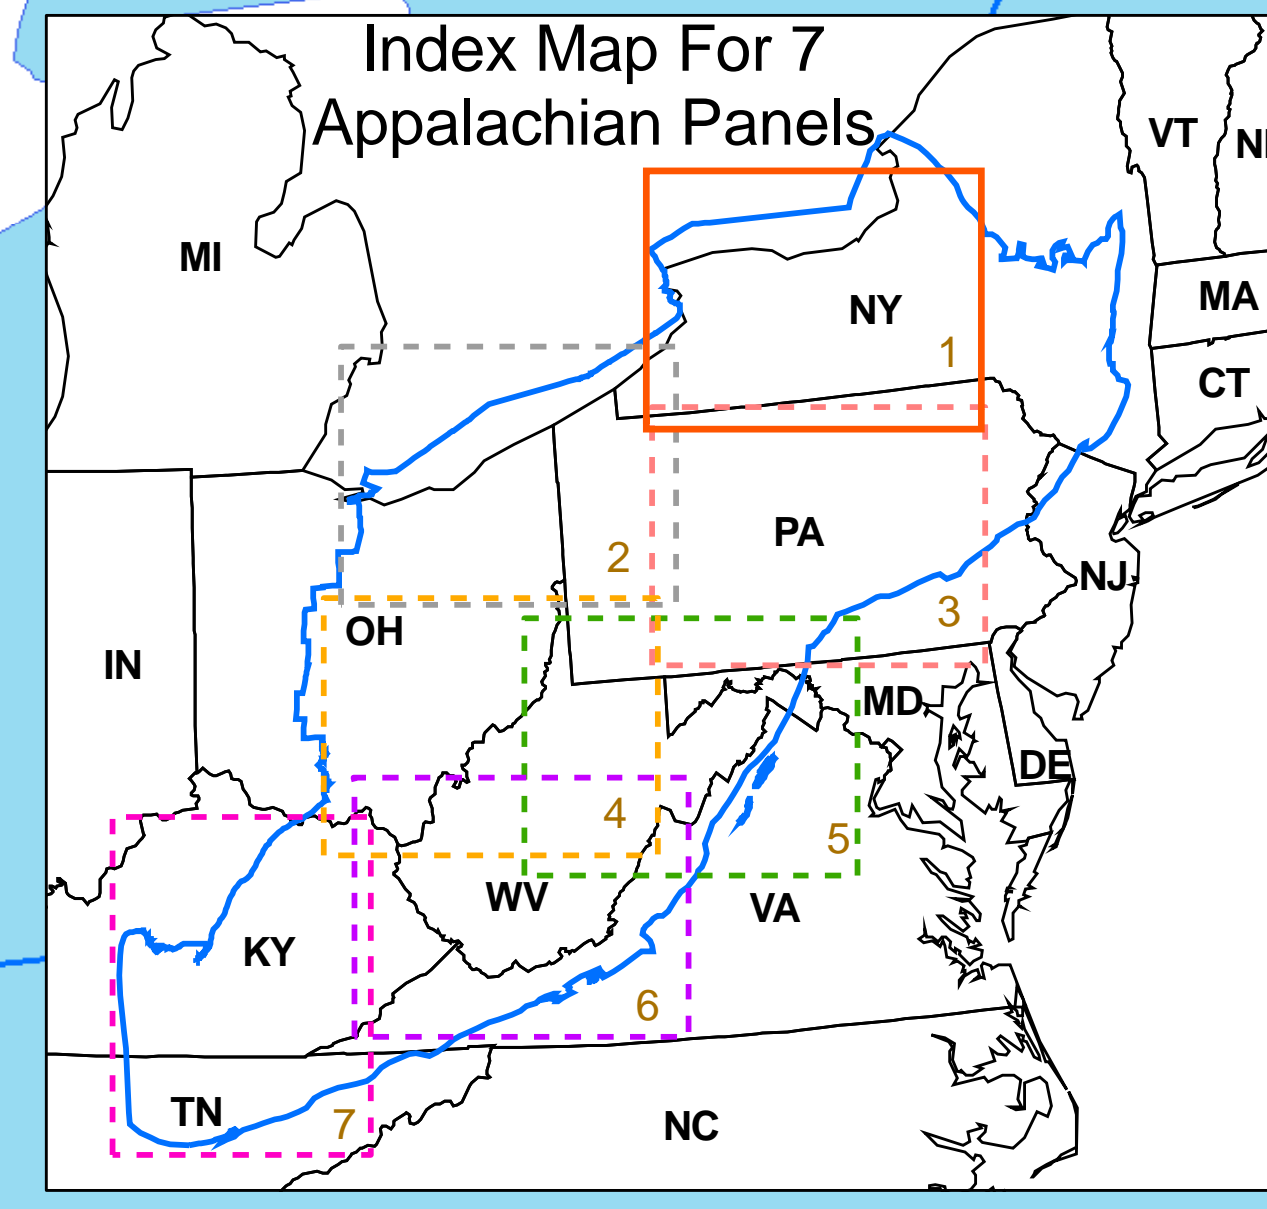 Index Map For 7
Appalachian Panels
VT
MI
MA
NY
1
CT
PA
2
NJ
3
OH
IN
MD
DE
4
5
WV
VA
KY
6
TN
7
NC